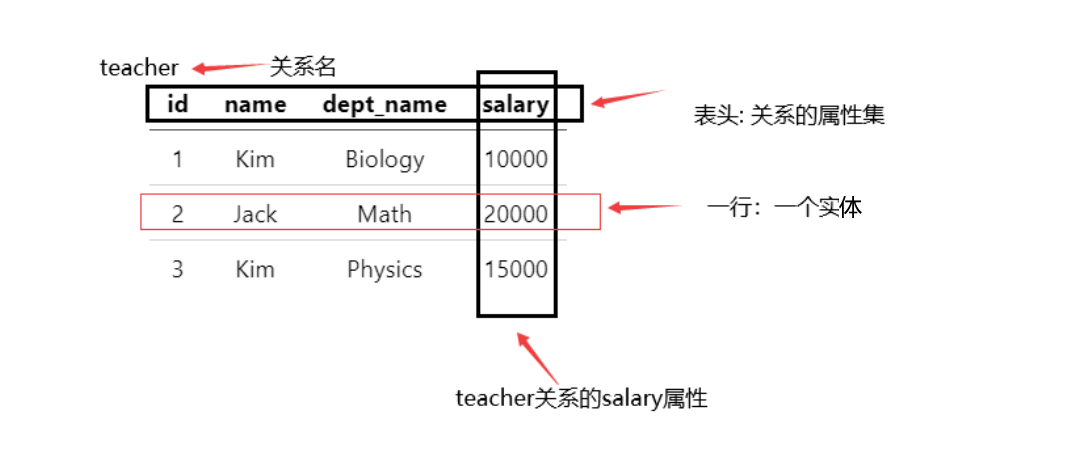 teacher 关系名
id name dept_name salary
表头: 关系的属性集
1 Kim Biology 10000
2 Jack Math 20000
一行：一个实体
3 Kim Physics 15000
teacher关系的salary属性